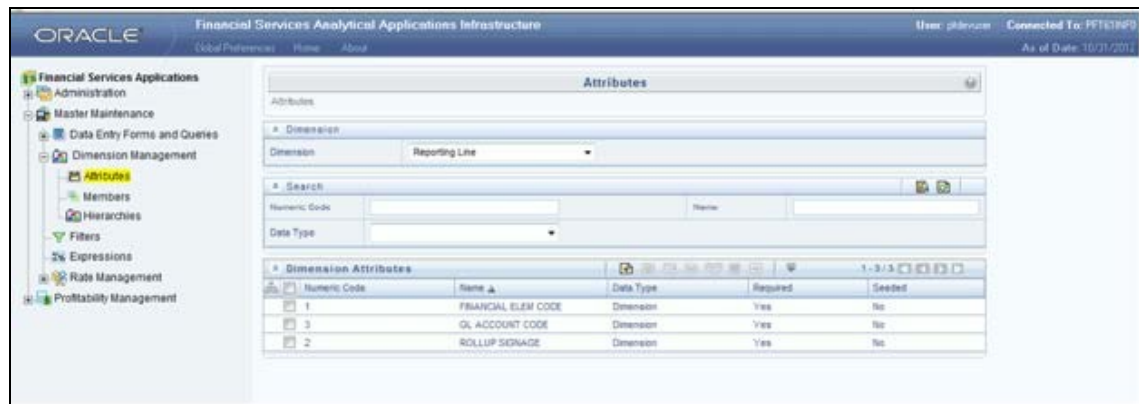 ORACLE
Financial Services Analytical Applications Infrastructure
User: pftdevuser Connected To: PFT61INFO
Global Preferences Home About
As of Date: 10/31/2012
Financial Services Applications
Administration
Master Maintenance
Data Entry Forms and Queries
Dimension Management
Attributes
Members
Hierarchies
Filters
Expressions
Rate Management
Profitability Management
Attributes
Attributes
Dimension
Dimension Reporting Line
Search
Numeric Code Name
Data Type
Dimension Attributes 1-3/3
Numeric Code Name Data Type Required Seeded
1 FINANCIAL ELEM CODE Dimension Yes No
3 GL ACCOUNT CODE Dimension Yes No
2 ROLLUP SIGNAGE Dimension Yes No